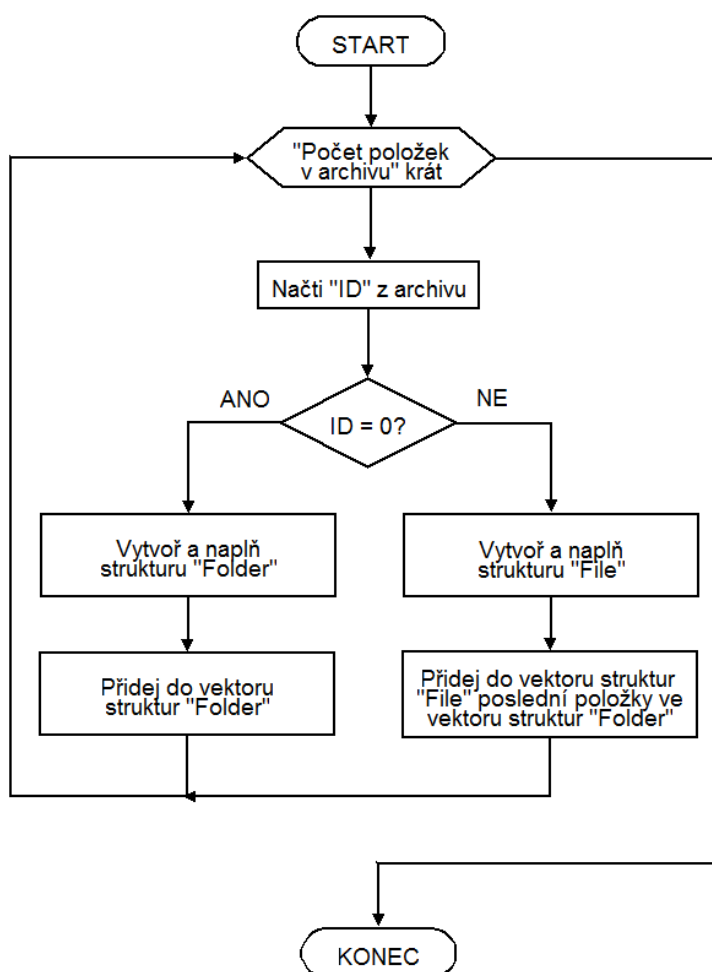 START
"Počet položek
v archivu" krát
Načti "ID" z archivu
ANO
NE
ID = 0?
Vytvoř a naplň
strukturu "Folder"
Vytvoř a naplň
strukturu "File"
Přidej do vektoru
struktur "Folder"
Přidej do vektoru struktur
"File" poslední položky ve
vektoru struktur "Folder"
KONEC